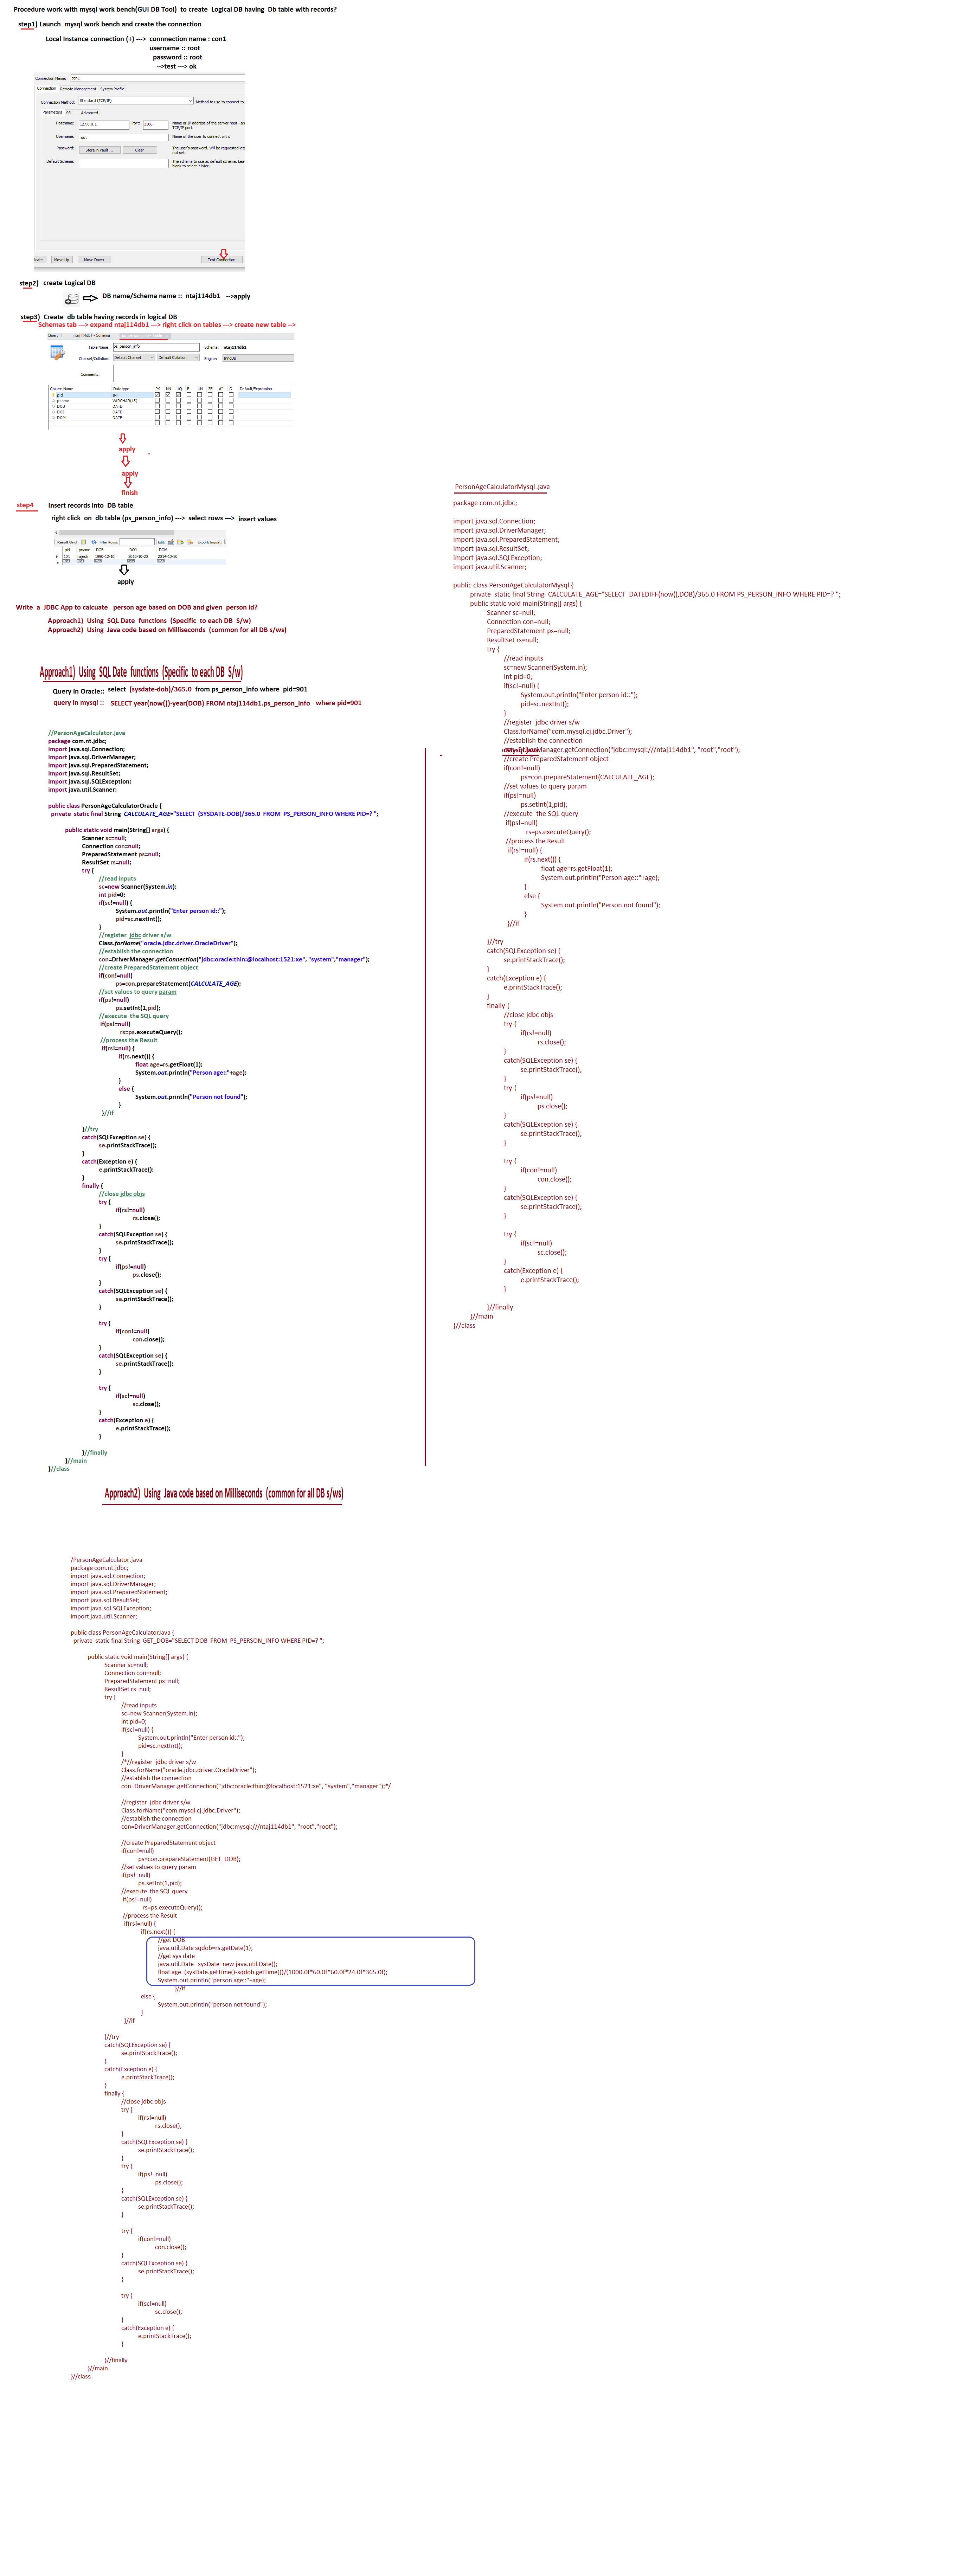 Procedure work with mysql work bench(GUI DB Tool)  to create  Logical DB having  Db table with records?
step1) Launch  mysql work bench and create the connection
Local Instance connection (+) ---> connnection name : con1
username :: root
password :: root
-->test ---> ok
Connection Name: con1
Connection  Remote Management  System Profile
Connection Method: Standard (TCP/IP)  Method to use to connect to
Parameters  SSL  Advanced
Hostname: 127.0.0.1  Port: 3306  Name or IP address of the server host - an
TCP/IP port.
Username: root  Name of the user to connect with.
Password: Store in Vault ...  Clear  The user's password. Will be requested late
not set.
Default Schema:  The schema to use as default schema. Leav
blank to select it later.
Move Up  Move Down  Test Connection
step2) create Logical DB
DB name/Schema name :: ntaj114db1  -->apply
step3) Create  db table having records in logical DB
Schemas tab ---> expand ntaj114db1 ---> right click on tables ---> create new table -->
Query 1  ntaj114db1 - Schema
Table Name: ps_person_info  Schema: ntaj114db1
Charset/Collation: Default Charset  Default Collation  Engine: InnoDB
Comments:
Column Name  Datatype  PK  NN  UQ  B  UN  ZF  AI  G  Default/Expression
pid  INT
pname  VARCHAR(15)
DOB  DATE
DOJ  DATE
DOM  DATE
apply
apply
finish
step4  Insert records into  DB table
right click  on  db table (ps_person_info) ---> select rows ---> insert values
Result Grid  Filter Rows:  Edit:  Export/Import:
pid  pname  DOB  DOJ  DOM
101  rajesh  1990-12-10  2010-10-20  2014-10-20
apply
Write  a  JDBC App to calcuate  person age based on DOB and given  person id?
Approach1)  Using  SQL Date  functions  (Specific  to each DB  S/w)
Approach2)  Using  Java code based on Milliseconds  (common for all DB s/ws)
Approach1)  Using  SQL Date  functions  (Specific  to each DB  S/w)
Query in Oracle:: select  (sysdate-dob)/365.0  from ps_person_info where  pid=901
query in mysql ::  SELECT year(now())-year(DOB) FROM ntaj114db1.ps_person_info  where pid=901
//PersonAgeCalculator.java
package com.nt.jdbc;
import java.sql.Connection;
import java.sql.DriverManager;
import java.sql.PreparedStatement;
import java.sql.ResultSet;
import java.sql.SQLException;
import java.util.Scanner;
public class PersonAgeCalculatorOracle {
private  static final String  CALCULATE_AGE="SELECT  (SYSDATE-DOB)/365.0  FROM  PS_PERSON_INFO WHERE PID=? ";
public static void main(String[] args) {
Scanner sc=null;
Connection con=null;
PreparedStatement ps=null;
ResultSet rs=null;
try {
//read inputs
sc=new Scanner(System.in);
int pid=0;
if(sc!=null) {
System.out.println("Enter person id::");
pid=sc.nextInt();
}
//register  jdbc driver s/w
Class.forName("oracle.jdbc.driver.OracleDriver");
//establish the connection
con=DriverManager.getConnection("jdbc:oracle:thin:@localhost:1521:xe", "system","manager");
//create PreparedStatement object
if(con!=null)
ps=con.prepareStatement(CALCULATE_AGE);
//set values to query param
if(ps!=null)
ps.setInt(1,pid);
//execute  the SQL query
if(ps!=null)
rs=ps.executeQuery();
//process the Result
if(rs!=null) {
if(rs.next()) {
float age=rs.getFloat(1);
System.out.println("Person age::"+age);
}
else {
System.out.println("Person not found");
}
}//if
}//try
catch(SQLException se) {
se.printStackTrace();
}
catch(Exception e) {
e.printStackTrace();
}
finally {
//close jdbc objs
try {
if(rs!=null)
rs.close();
}
catch(SQLException se) {
se.printStackTrace();
}
try {
if(ps!=null)
ps.close();
}
catch(SQLException se) {
se.printStackTrace();
}
try {
if(con!=null)
con.close();
}
catch(SQLException se) {
se.printStackTrace();
}
try {
if(sc!=null)
sc.close();
}
catch(Exception e) {
e.printStackTrace();
}
}//finally
}//main
}//class
PersonAgeCalculatorMysql.java
package com.nt.jdbc;
import java.sql.Connection;
import java.sql.DriverManager;
import java.sql.PreparedStatement;
import java.sql.ResultSet;
import java.sql.SQLException;
import java.util.Scanner;
public class PersonAgeCalculatorMysql {
private  static final String  CALCULATE_AGE="SELECT  DATEDIFF(now(),DOB)/365.0 FROM PS_PERSON_INFO WHERE PID=? ";
public static void main(String[] args) {
Scanner sc=null;
Connection con=null;
PreparedStatement ps=null;
ResultSet rs=null;
try {
//read inputs
sc=new Scanner(System.in);
int pid=0;
if(sc!=null) {
System.out.println("Enter person id::");
pid=sc.nextInt();
}
//register  jdbc driver s/w
Class.forName("com.mysql.cj.jdbc.Driver");
//establish the connection
Manager.getConnection("jdbc:mysql:///ntaj114db1", "root","root");
//create PreparedStatement object
if(con!=null)
ps=con.prepareStatement(CALCULATE_AGE);
//set values to query param
if(ps!=null)
ps.setInt(1,pid);
//execute  the SQL query
if(ps!=null)
rs=ps.executeQuery();
//process the Result
if(rs!=null) {
if(rs.next()) {
float age=rs.getFloat(1);
System.out.println("Person age::"+age);
}
else {
System.out.println("Person not found");
}
}//if
}//try
catch(SQLException se) {
se.printStackTrace();
}
catch(Exception e) {
e.printStackTrace();
}
finally {
//close jdbc objs
try {
if(rs!=null)
rs.close();
}
catch(SQLException se) {
se.printStackTrace();
}
try {
if(ps!=null)
ps.close();
}
catch(SQLException se) {
se.printStackTrace();
}
try {
if(con!=null)
con.close();
}
catch(SQLException se) {
se.printStackTrace();
}
try {
if(sc!=null)
sc.close();
}
catch(Exception e) {
e.printStackTrace();
}
}//finally
}//main
}//class
Approach2)  Using  Java code based on Milliseconds  (common for all DB s/ws)
/PersonAgeCalculator.java
package com.nt.jdbc;
import java.sql.Connection;
import java.sql.DriverManager;
import java.sql.PreparedStatement;
import java.sql.ResultSet;
import java.sql.SQLException;
import java.util.Scanner;
public class PersonAgeCalculatorJava {
private  static final String  GET_DOB="SELECT DOB  FROM  PS_PERSON_INFO WHERE PID=? ";
public static void main(String[] args) {
Scanner sc=null;
Connection con=null;
PreparedStatement ps=null;
ResultSet rs=null;
try {
//read inputs
sc=new Scanner(System.in);
int pid=0;
if(sc!=null) {
System.out.println("Enter person id::");
pid=sc.nextInt();
}
/*//register  jdbc driver s/w
Class.forName("oracle.jdbc.driver.OracleDriver");
//establish the connection
con=DriverManager.getConnection("jdbc:oracle:thin:@localhost:1521:xe", "system","manager");*/
//register  jdbc driver s/w
Class.forName("com.mysql.cj.jdbc.Driver");
//establish the connection
con=DriverManager.getConnection("jdbc:mysql:///ntaj114db1", "root","root");
//create PreparedStatement object
if(con!=null)
ps=con.prepareStatement(GET_DOB);
//set values to query param
if(ps!=null)
ps.setInt(1,pid);
//execute  the SQL query
if(ps!=null)
rs=ps.executeQuery();
//process the Result
if(rs!=null) {
if(rs.next()) {
//get DOB
java.util.Date sqdob=rs.getDate(1);
//get sys date
java.util.Date  sysDate=new java.util.Date();
float age=(sysDate.getTime()-sqdob.getTime())/(1000.0f*60.0f*60.0f*24.0f*365.0f);
System.out.println("person age::"+age);
}//if
else {
System.out.println("person not found");
}
}//if
}//try
catch(SQLException se) {
se.printStackTrace();
}
catch(Exception e) {
e.printStackTrace();
}
finally {
//close jdbc objs
try {
if(rs!=null)
rs.close();
}
catch(SQLException se) {
se.printStackTrace();
}
try {
if(ps!=null)
ps.close();
}
catch(SQLException se) {
se.printStackTrace();
}
try {
if(con!=null)
con.close();
}
catch(SQLException se) {
se.printStackTrace();
}
try {
if(sc!=null)
sc.close();
}
catch(Exception e) {
e.printStackTrace();
}
}//finally
}//main
}//class